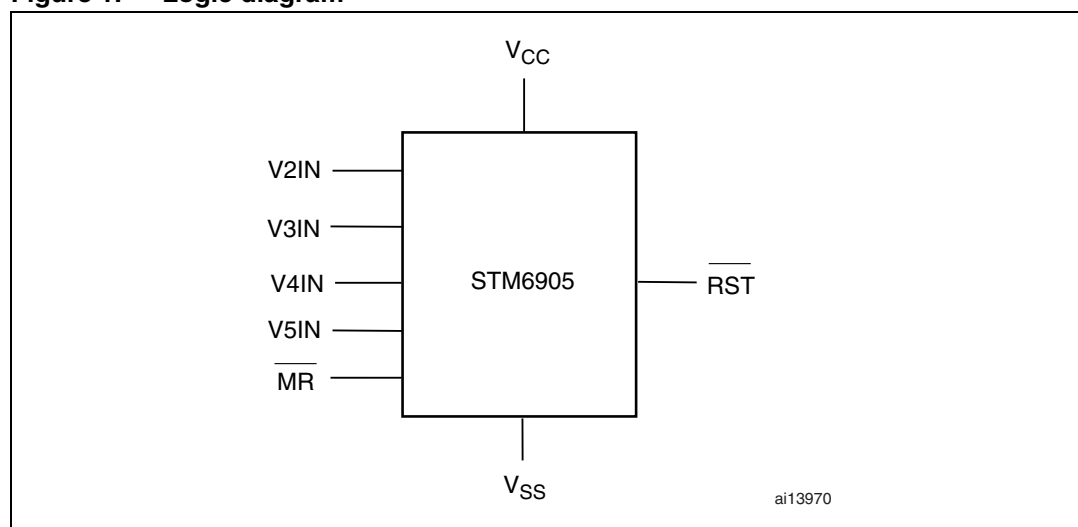 Figure 1. Logic diagram
VCC
V2IN
V3IN
V4IN
STM6905
RST
V5IN
MR
VSS
ai13970